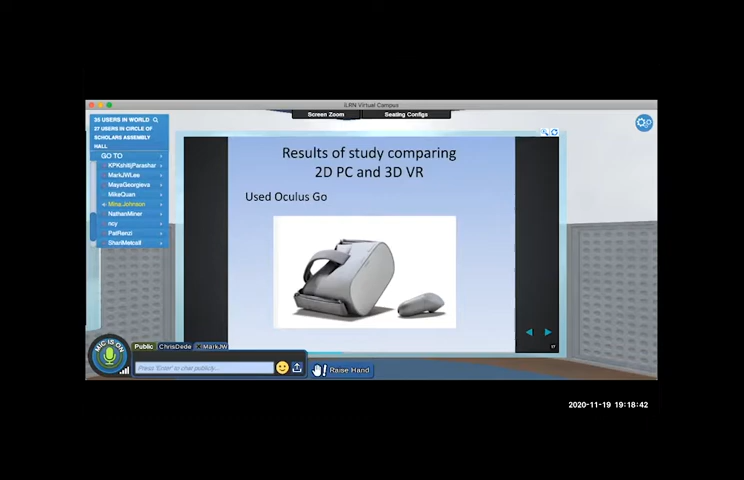 iLRN Virtual Campus
Screen Zoom
Seating Configs
35 USERS IN WORLD
27 USERS IN CIRCLE OF
SCHOLARS ASSEMBLY
HALL
GO TO
KPKshitijParashar
MarkJWLee
MayaGeorgieva
MikeQuan
MinaJohnson
NathanMiner
ncy
PatRenzi
ShariMetcalf
Results of study comparing
2D PC and 3D VR
Used Oculus Go
17
MIC IS ON
Public
ChrisDede
MarkJW
Press 'Enter' to chat publicly...
Raise Hand
2020-11-19 19:18:42